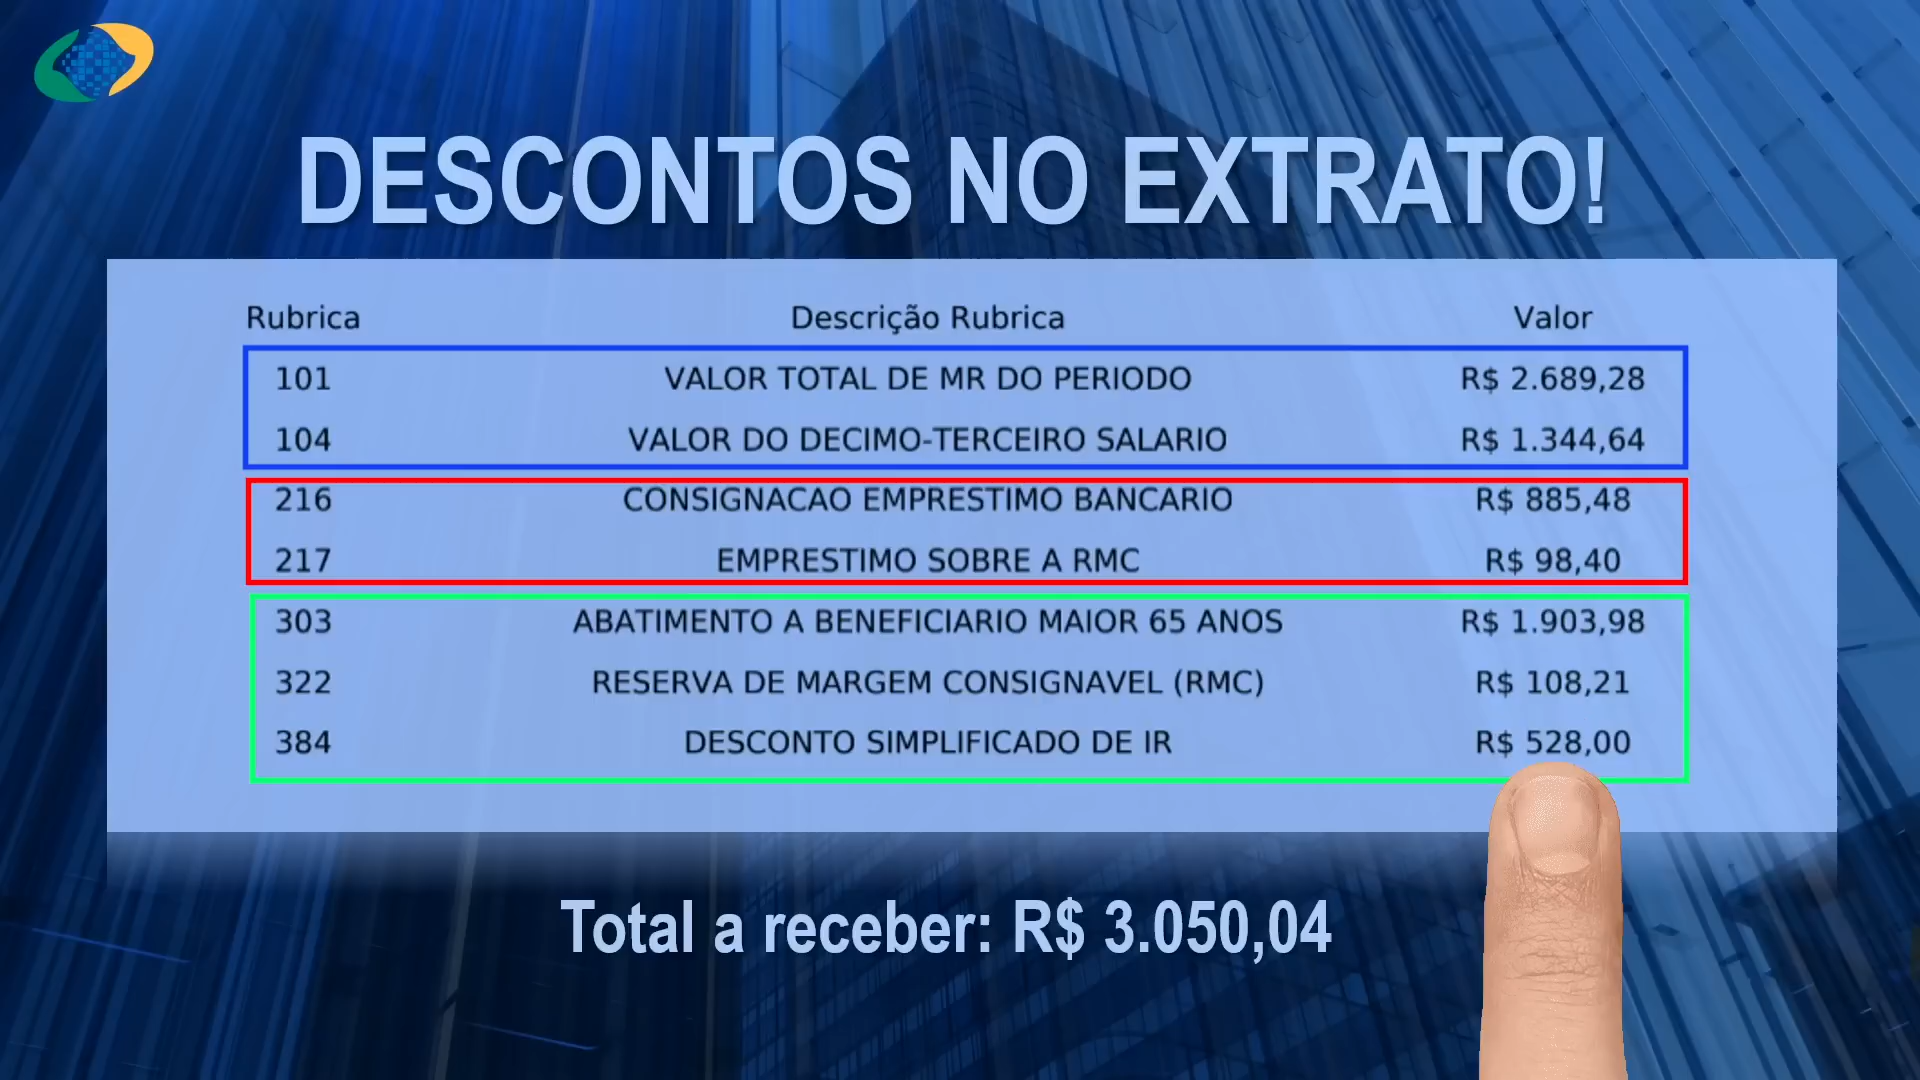 DESCONTOS NO EXTRATO!
Rubrica Descrição Rubrica Valor
101 VALOR TOTAL DE MR DO PERIODO R$ 2.689,28
104 VALOR DO DECIMO-TERCEIRO SALARIO R$ 1.344,64
216 CONSIGNACAO EMPRESTIMO BANCARIO R$ 885,48
217 EMPRESTIMO SOBRE A RMC R$ 98,40
303 ABATIMENTO A BENEFICIARIO MAIOR 65 ANOS R$ 1.903,98
322 RESERVA DE MARGEM CONSIGNAVEL (RMC) R$ 108,21
384 DESCONTO SIMPLIFICADO DE IR R$ 528,00
Total a receber: R$ 3.050,04